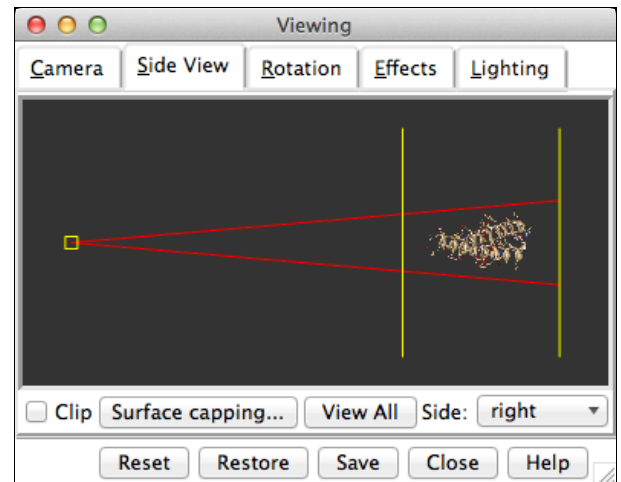 Viewing
Camera Side View Rotation Effects Lighting
Clip Surface capping... View All Side: right
Reset Restore Save Close Help